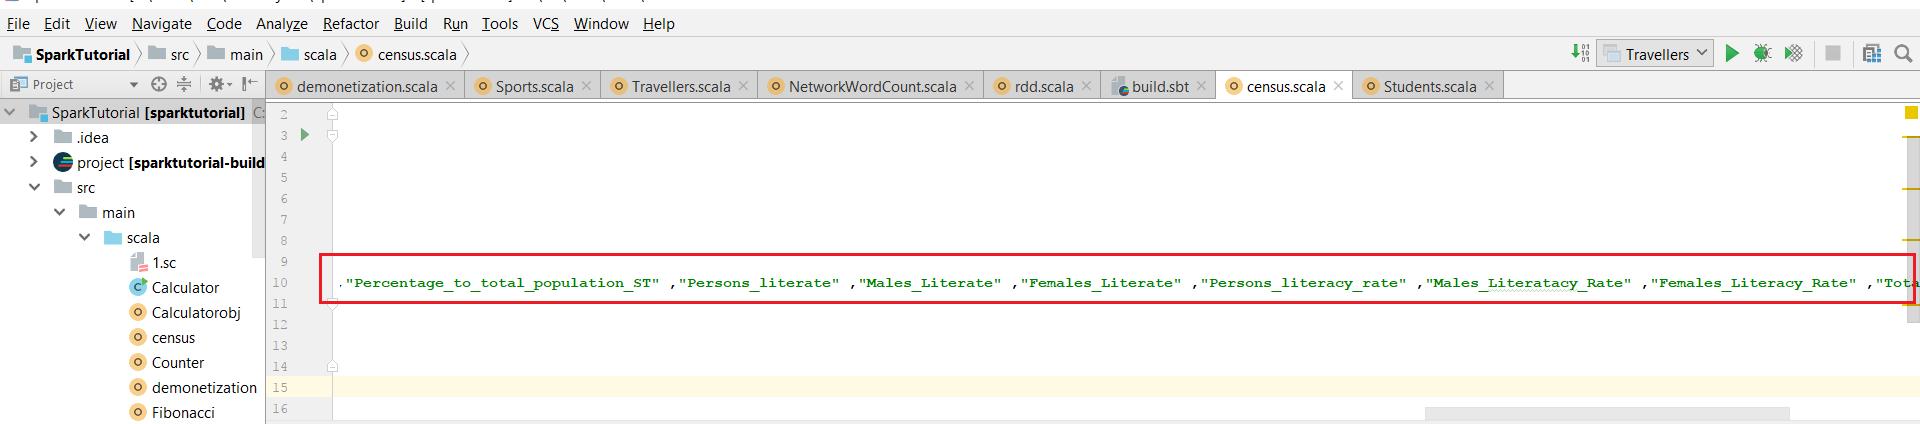 File Edit View Navigate Code Analyze Refactor Build Run Tools VCS Window Help
SparkTutorial src main scala census.scala Travellers
Project demonetization.scala Sports.scala Travellers.scala NetworkWordCount.scala rdd.scala build.sbt census.scala Students.scala
SparkTutorial [sparktutorial] C:
.idea
project [sparktutorial-build
src
main
scala
1.sc
Calculator
Calculatorobj
census
Counter
demonetization
Fibonacci
2
3
4
5
6
7
8
9
10 ,"Percentage_to_total_population_ST" ,"Persons_literate" ,"Males_Literate" ,"Females_Literate" ,"Persons_literacy_rate" ,"Males_Literatacy_Rate" ,"Females_Literacy_Rate" ,"Tota
11
12
13
14
15
16